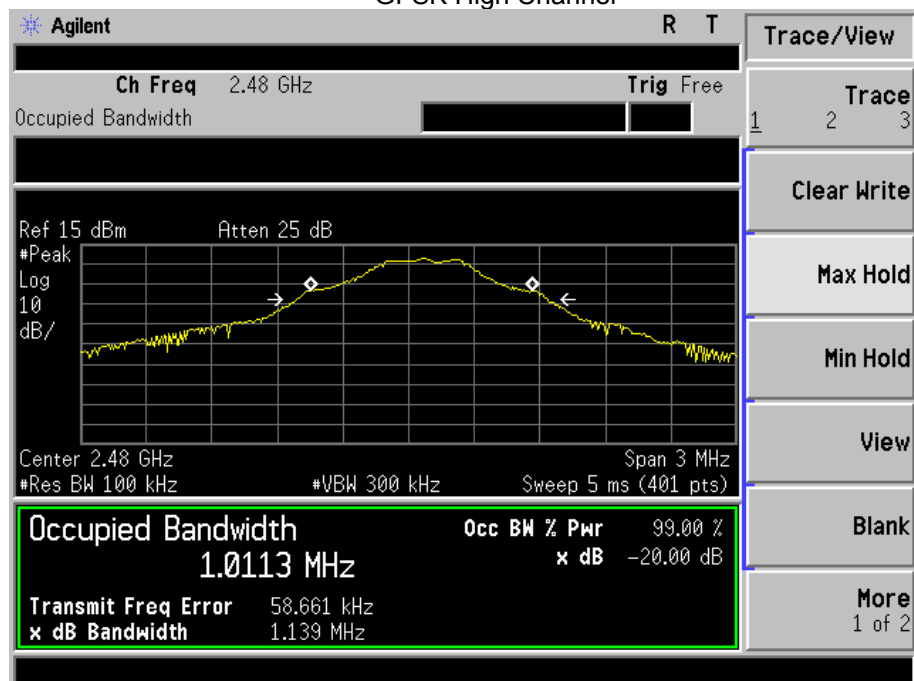 High Channel
Agilent R T
Trace/View
Ch Freq 2.48 GHz Trig Free
Occupied Bandwidth
Trace
1 2 3
Clear Write
Ref 15 dBm Atten 25 dB
#Peak
Log
10
dB/
Max Hold
Min Hold
View
Center 2.48 GHz Span 3 MHz
#Res BW 100 kHz #VBW 300 kHz Sweep 5 ms (401 pts)
Occupied Bandwidth Occ BW % Pwr 99.00 %
1.0113 MHz x dB -20.00 dB
Transmit Freq Error 58.661 kHz
x dB Bandwidth 1.139 MHz
Blank
More
1 of 2